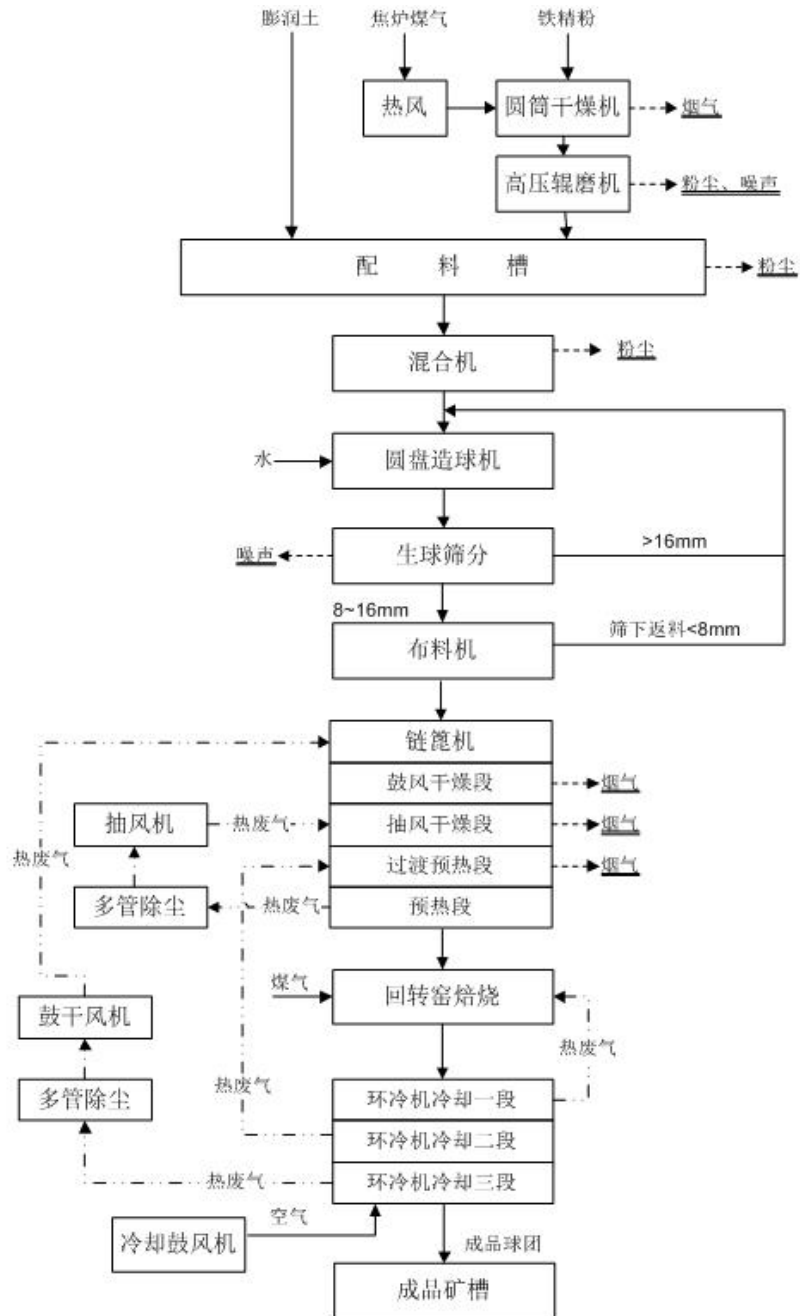 膨润土
焦炉煤气
铁精粉
热风
圆筒干燥机
烟气
高压辊磨机
粉尘、噪声
配 料 槽
粉尘
混合机
粉尘
水
圆盘造球机
噪声
生球筛分
>16mm
8~16mm
布料机
筛下返料<8mm
链篦机
鼓风干燥段
烟气
抽风机
热废气
抽风干燥段
烟气
热废气
过渡预热段
烟气
多管除尘
热废气
预热段
煤气
回转窑焙烧
鼓干风机
热废气
热废气
多管除尘
环冷机冷却一段
环冷机冷却二段
热废气
环冷机冷却三段
空气
冷却鼓风机
成品球团
成品矿槽